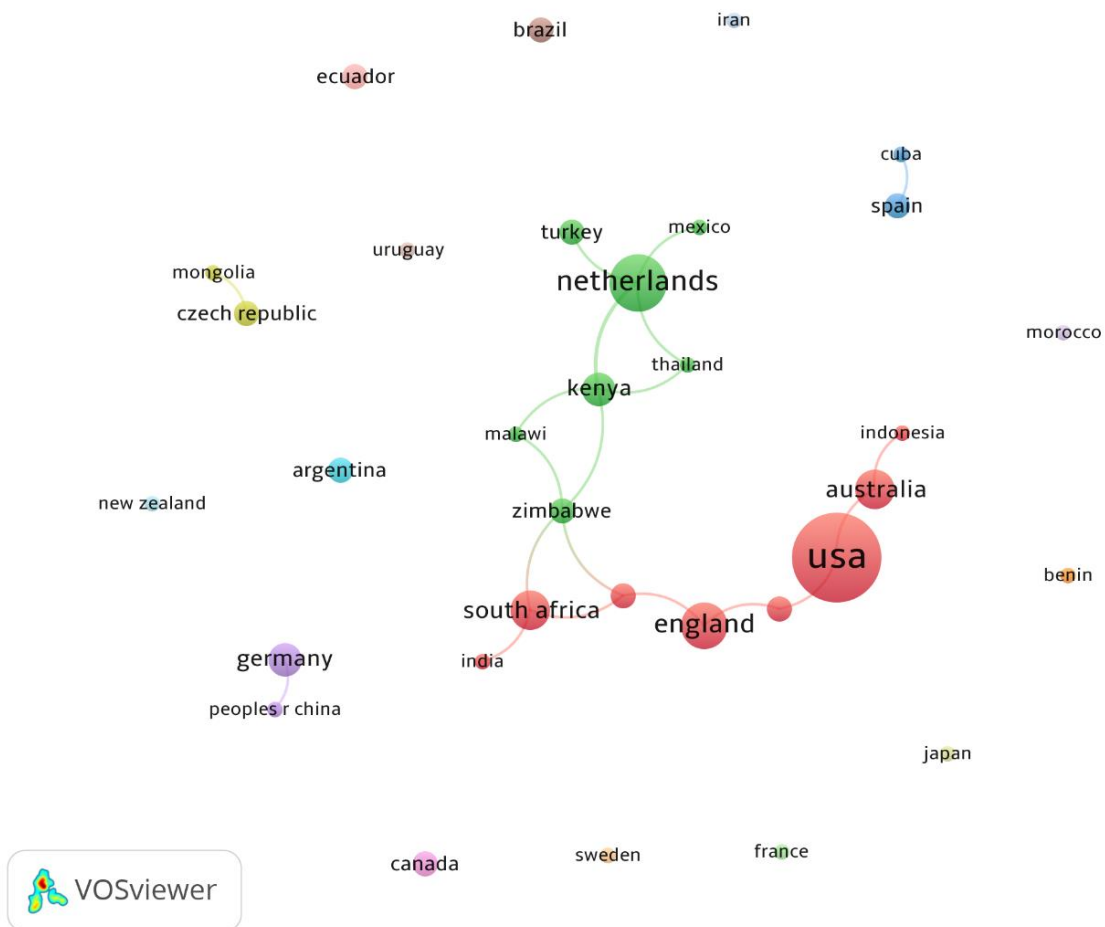 iran
brazil
ecuador
cuba
spain
turkey
mexico
uruguay
mongolia
netherlands
czech republic
morocco
thailand
kenya
malawi
indonesia
argentina
australia
new zealand
zimbabwe
usa
benin
south africa
england
germany
india
peoples r china
japan
canada
sweden
france
VOSviewer